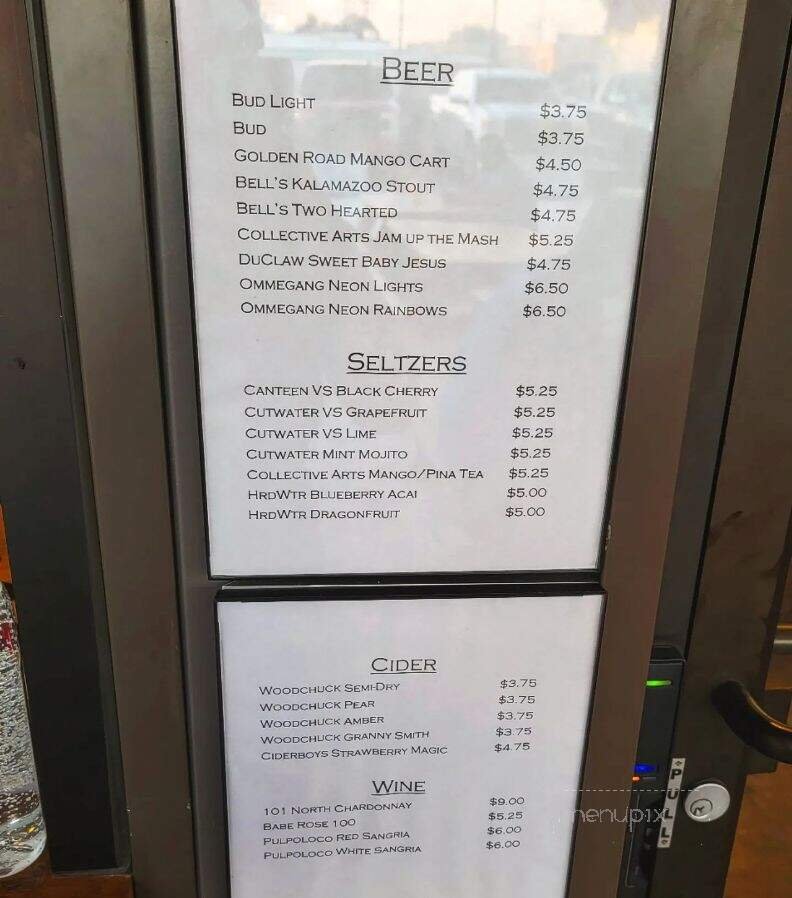 BEER
BUD LIGHT $3.75
BUD $3.75
GOLDEN ROAD MANGO CART $4.50
BELL'S KALAMAZOO STOUT $4.75
BELL'S TWO HEARTED $4.75
COLLECTIVE ARTS JAM UP THE MASH $5.25
DUCLAW SWEET BABY JESUS $4.75
OMMEGANG NEON LIGHTS $6.50
OMMEGANG NEON RAINBOWS $6.50
SELTZERS
CANTEEN VS BLACK CHERRY $5.25
CUTWATER VS GRAPEFRUIT $5.25
CUTWATER VS LIME $5.25
CUTWATER MINT MOJITO $5.25
COLLECTIVE ARTS MANGO/PINA TEA $5.25
HRDWTR BLUEBERRY ACAI $5.00
HRDWTR DRAGONFRUIT $5.00
CIDER
WOODCHUCK SEMI-DRY $3.75
WOODCHUCK PEAR $3.75
WOODCHUCK AMBER $3.75
WOODCHUCK GRANNY SMITH $3.75
CIDERBOYS STRAWBERRY MAGIC $4.75
WINE
101 NORTH CHARDONNAY $9.00
BABE ROSE 100 $5.25
PULPOLOCO RED SANGRIA $6.00
PULPOLOCO WHITE SANGRIA $6.00
PULL
menupix